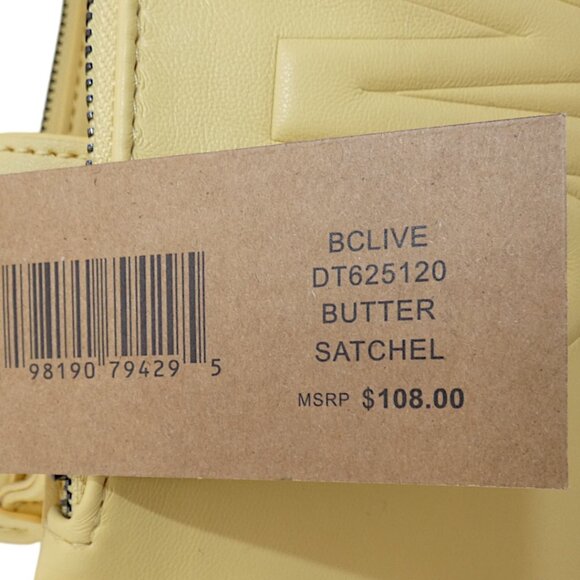 BCLIVE
DT625120
BUTTER
SATCHEL
MSRP $108.00
98190 79429 5